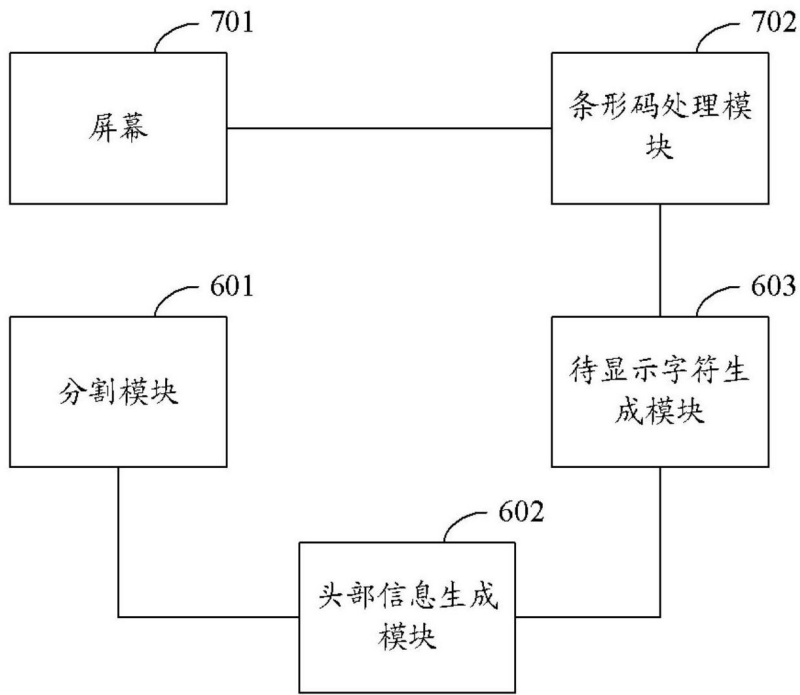 701
702
屏幕
条形码处理模
块
601
603
分割模块
待显示字符生
成模块
602
头部信息生成
模块